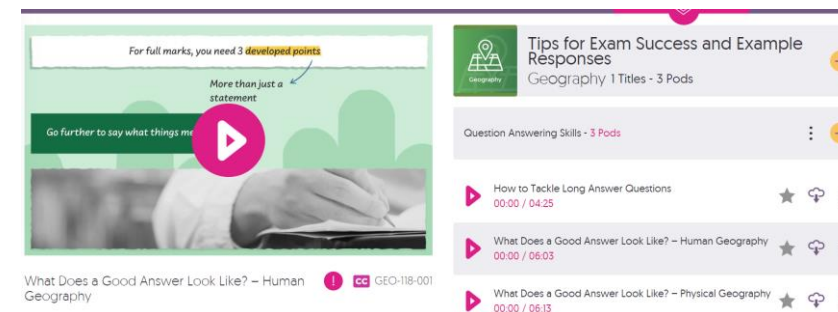 For full marks, you need 3 developed points
More than just a
statement
Go further to say what things
What Does a Good Answer Look Like? – Human
Geography
! CC GEO-118-001
Geography
Tips for Exam Success and Example
Responses
Geography 1 Titles - 3 Pods
Question Answering Skills - 3 Pods
How to Tackle Long Answer Questions
00:00 / 04:25
What Does a Good Answer Look Like? – Human Geography
00:00 / 06:03
What Does a Good Answer Look Like? – Physical Geography
00:00 / 06:13